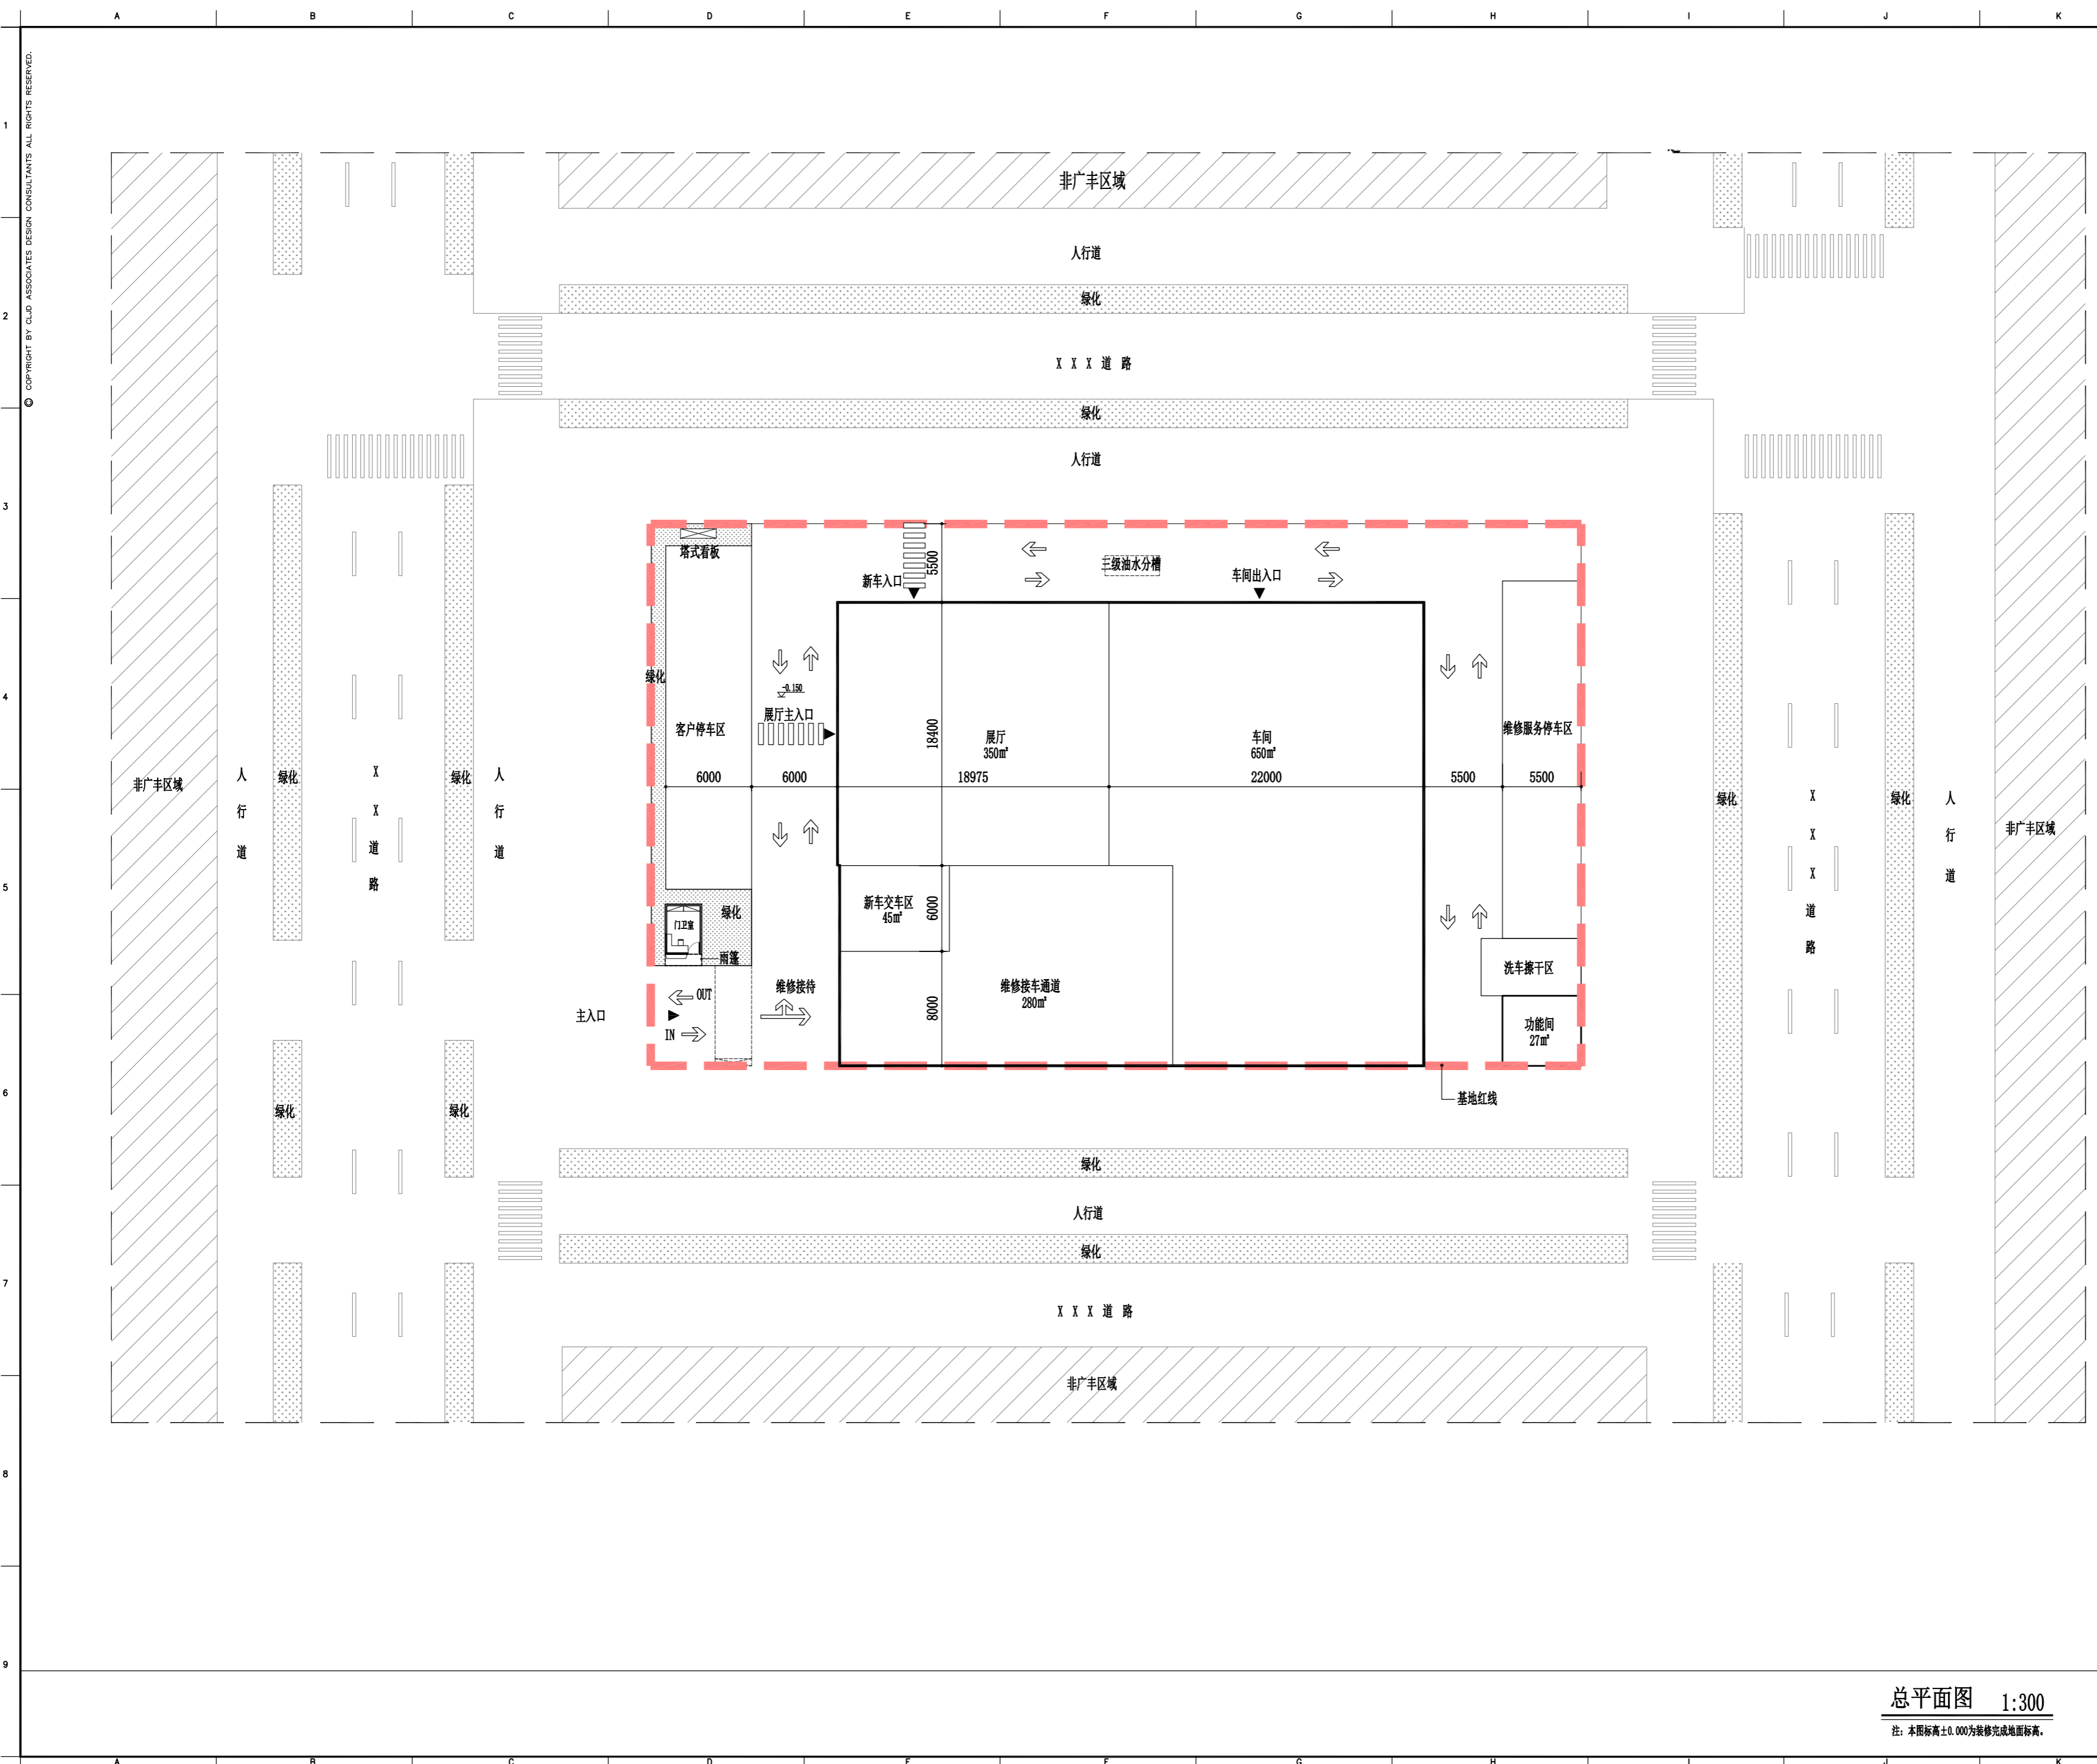 A B C D E F G H I J K
© COPYRIGHT BY CLJD ASSOCIATES DESIGN CONSULTANTS ALL RIGHTS RESERVED.
1
非广丰区域
人行道
2
绿化
X X X 道 路
绿化
人行道
3
塔式看板
新车入口
5500
三级油水分槽
车间出入口
4
绿化
-0.150
展厅主入口
客户停车区
18400
展厅
350㎡
车间
650㎡
维修服务停车区
6000
6000
18975
22000
5500
5500
非广丰区域
人行道
绿化
XX道路
绿化
人行道
绿化
XXX道路
绿化
人行道
非广丰区域
5
新车交车区
45㎡
6000
绿化
门卫室
雨篷
维修接待
OUT
主入口
IN
8000
维修接车通道
280㎡
洗车擦干区
功能间
27㎡
6
基地红线
绿化
绿化
绿化
人行道
绿化
7
X X X 道 路
非广丰区域
8
9
总平面图 1:300
注：本图标高±0.000为装修完成地面标高。
A B C D E F G H I J K